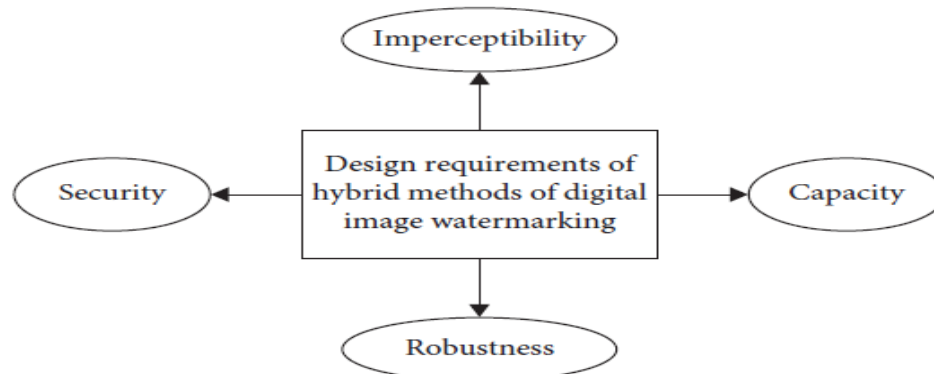 Imperceptibility
Design requirements of
hybrid methods of digital
image watermarking
Security
Capacity
Robustness